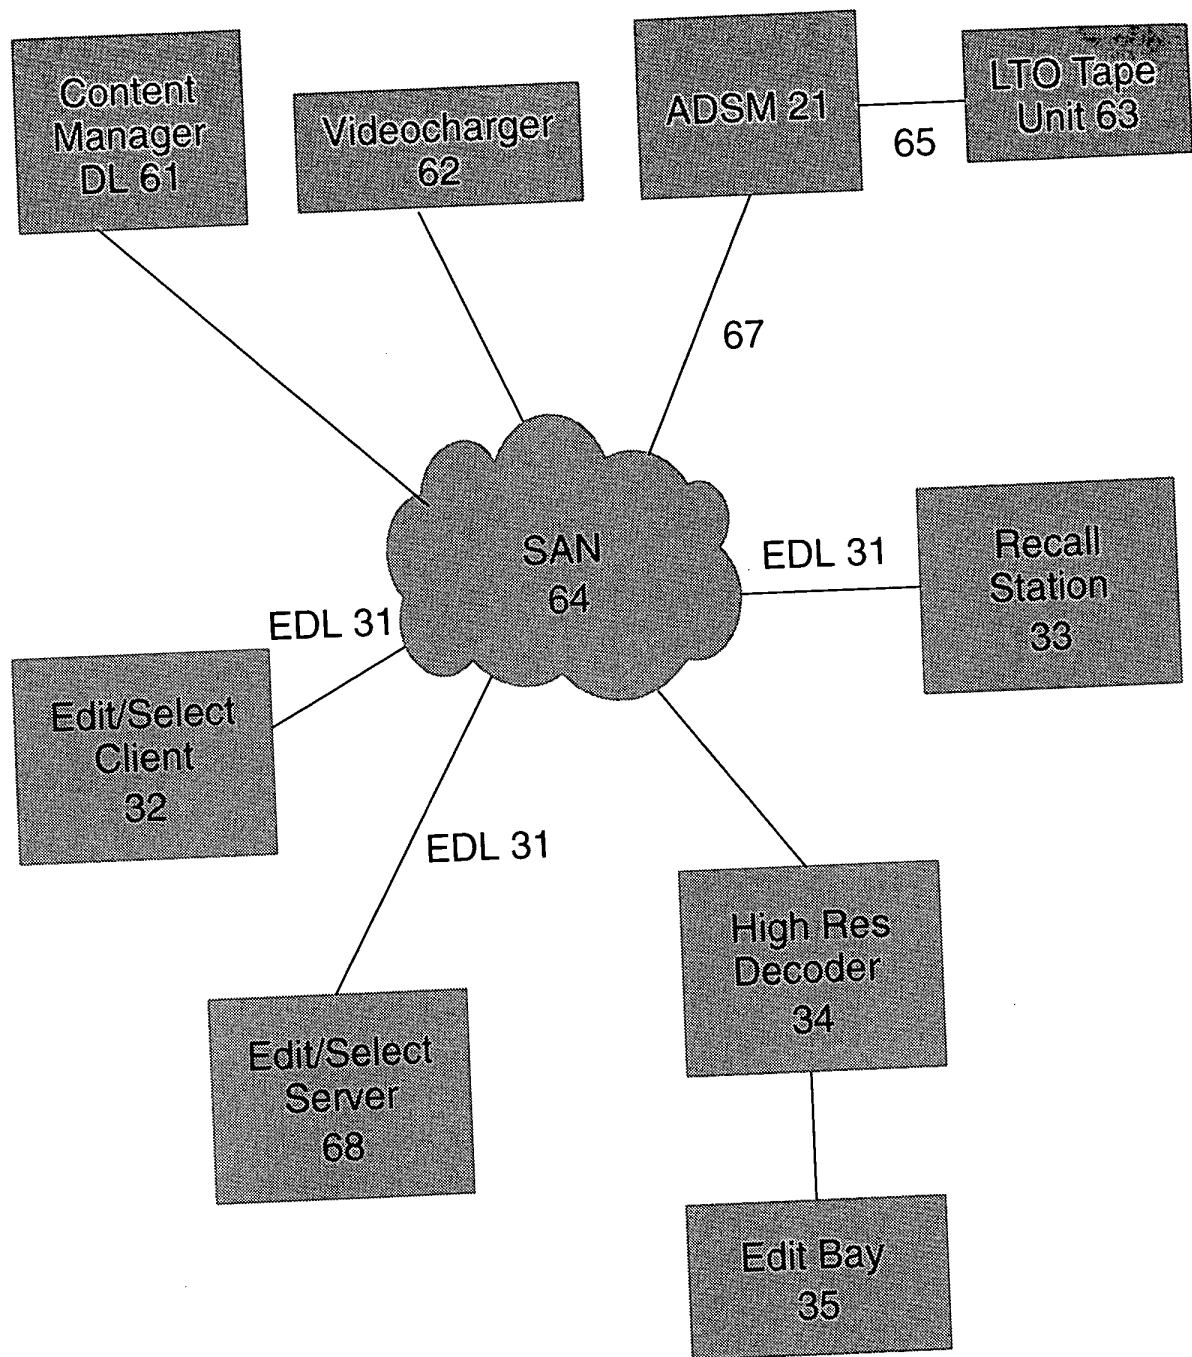 Content
Manager
DL 61
Videocharger
62
ADSM 21
65
LTO Tape
Unit 63
67
SAN
64
EDL 31
Recall
Station
33
EDL 31
Edit/Select
Client
32
EDL 31
High Res
Decoder
34
Edit/Select
Server
68
Edit Bay
35